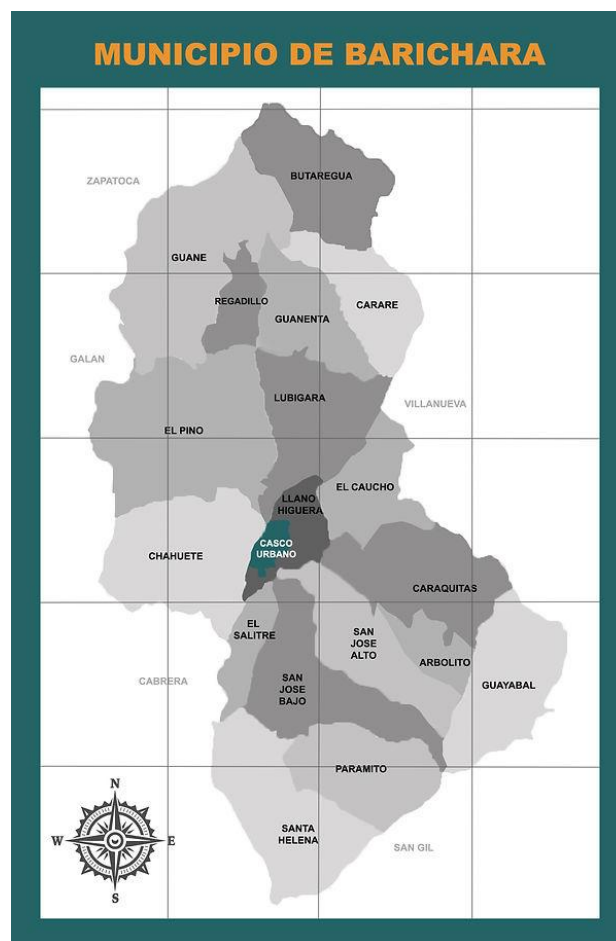 MUNICIPIO DE BARICHARA
BUTAREGUA
ZAPATOCA
GUANE
REGADILLO
CARARE
GUANENTA
GALAN
LUBIGARA
VILLANUEVA
EL PINO
EL CAUCHO
LLANO
HIGUERA
CASCO
URBANO
CHAHUETE
CARAQUITAS
EL
SALITRE
SAN
JOSE
ALTO
ARBOLITO
CABRERA
SAN
JOSE
BAJO
GUAYABAL
PARAMITO
N
W
E
S
SANTA
HELENA
SAN GIL